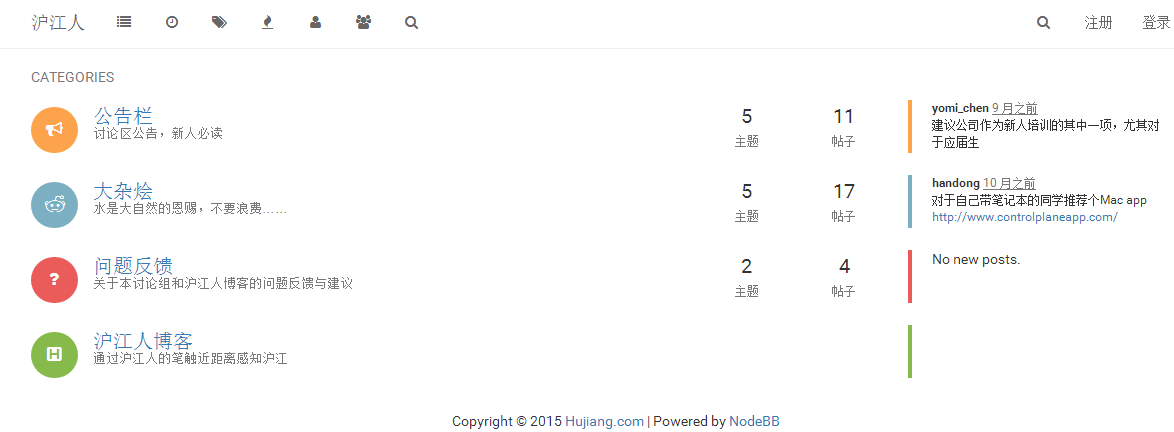 沪江人
注册 登录
CATEGORIES
公告栏
讨论区公告，新人必读
5 主题
11 帖子
yomi_chen 9 月之前
建议公司作为新人培训的其中一项，尤其对
于应届生
大杂烩
水是大自然的恩赐，不要浪费……
5 主题
17 帖子
handong 10 月之前
对于自己带笔记本的同学推荐个Mac app
http://www.controlplaneapp.com/
问题反馈
关于本讨论组和沪江人博客的问题反馈与建议
2 主题
4 帖子
No new posts.
沪江人博客
通过沪江人的笔触近距离感知沪江
Copyright © 2015 Hujiang.com | Powered by NodeBB